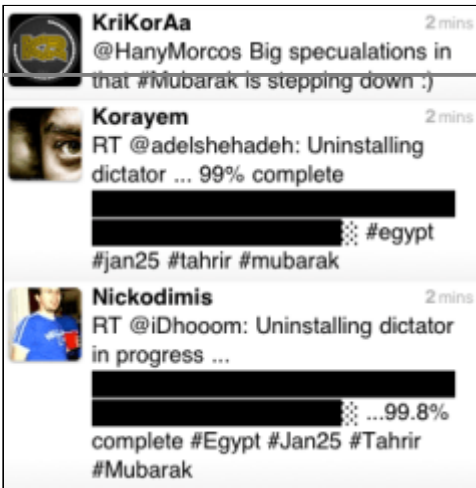 KriKorAa 2 mins
@HanyMorcos Big specualations in
that #Mubarak is stepping down :)
Korayem 2 mins
RT @adelshehadeh: Uninstalling
dictator ... 99% complete
██████████████████
████████████░ #egypt
#jan25 #tahrir #mubarak
Nickodimis 2 mins
RT @iDhooom: Uninstalling dictator
in progress ...
██████████████████
████████████░ ...99.8%
complete #Egypt #Jan25 #Tahrir
#Mubarak